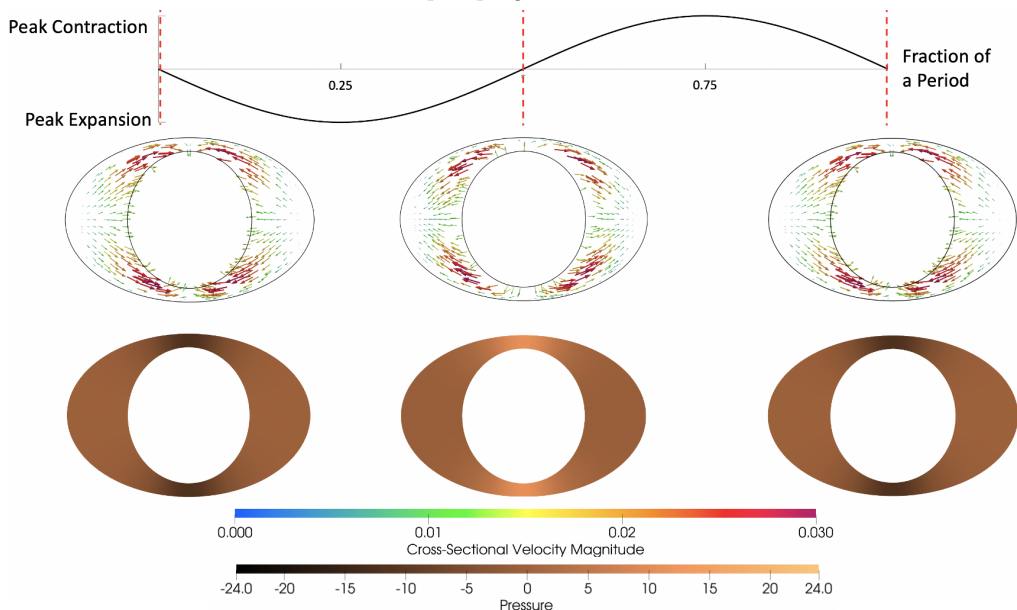 Peak Contraction
Fraction of
a Period
0.25
0.75
Peak Expansion
0.000
0.01
0.02
0.030
Cross-Sectional Velocity Magnitude
-24.0
-20
-15
-10
-5
0
5
10
15
20
24.0
Pressure